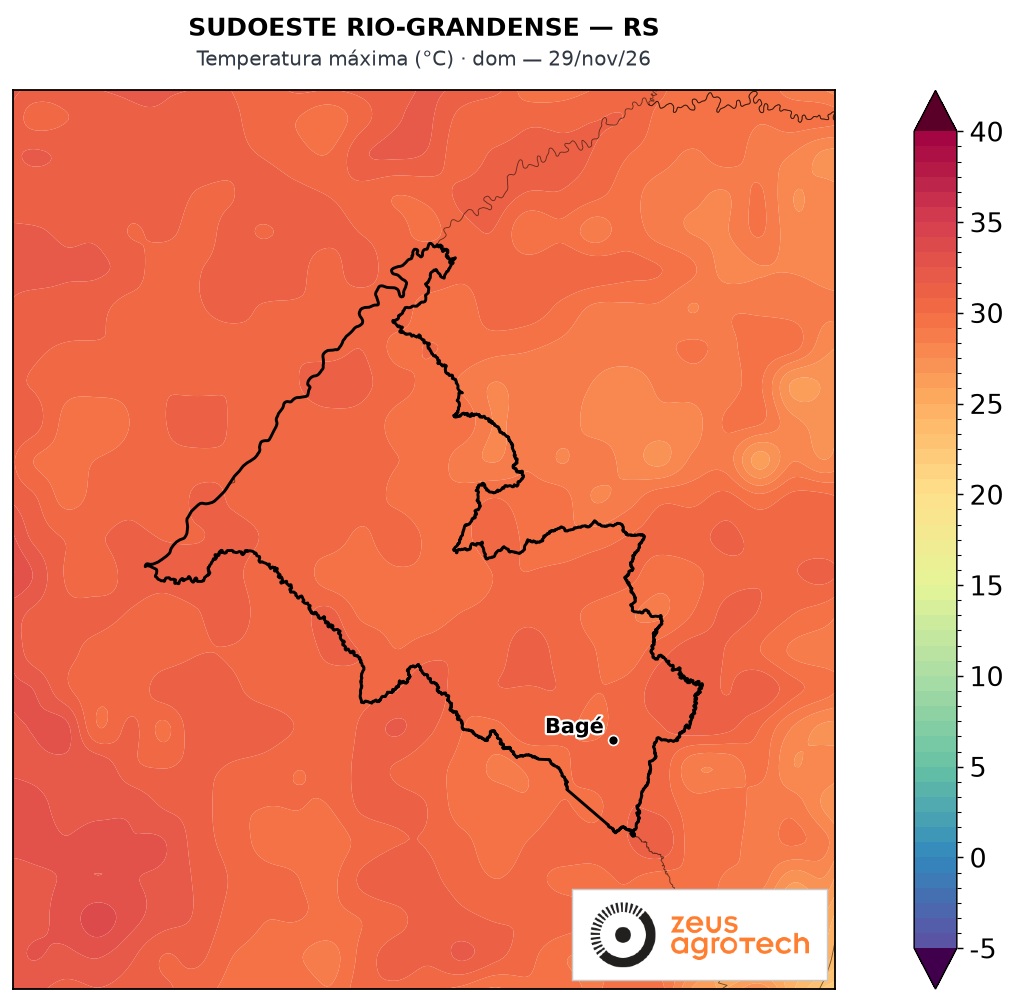 SUDOESTE RIO-GRANDENSE — RS
Temperatura máxima (°C) · dom — 29/nov/26
40
35
30
25
20
15
10
5
0
-5
Bagé
zeus
agrotech